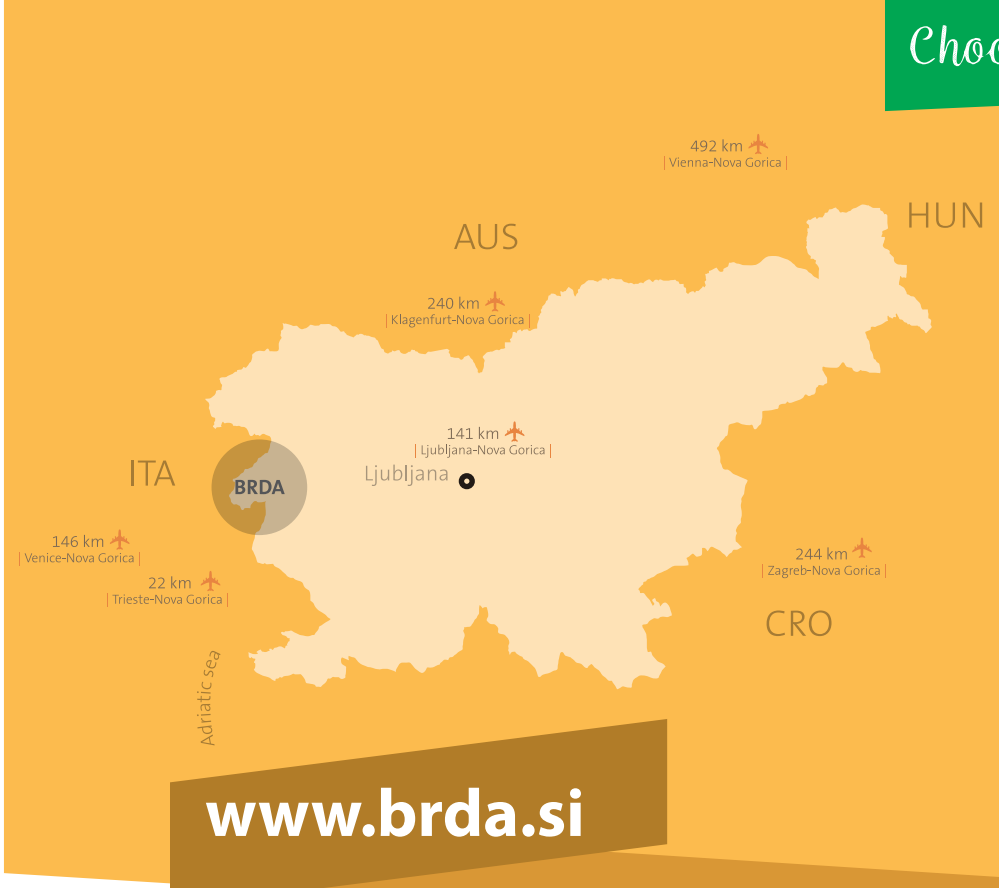 Choo
492 km
| Vienna-Nova Gorica |
HUN
AUS
240 km
| Klagenfurt-Nova Gorica |
141 km
| Ljubljana-Nova Gorica |
Ljubljana
ITA
BRDA
146 km
| Venice-Nova Gorica |
22 km
| Trieste-Nova Gorica |
244 km
| Zagreb-Nova Gorica |
CRO
Adriatic sea
www.brda.si